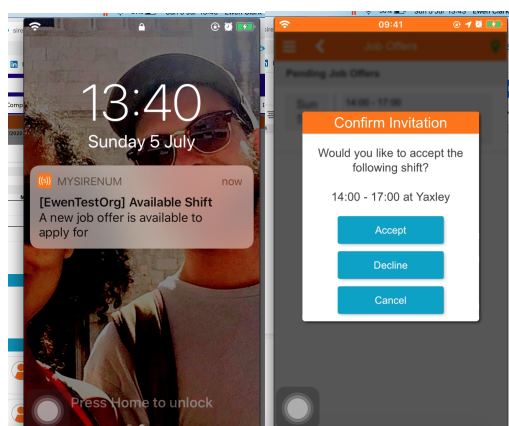 13:40
Sunday 5 July
MYSIRENUM now
[EwenTestOrg] Available Shift
A new job offer is available to
apply for
Press Home to unlock
09:41
Job Offers
Pending Job Offers
Sun 14:00 - 17:00
Confirm Invitation
Would you like to accept the
following shift?
14:00 - 17:00 at Yaxley
Accept
Decline
Cancel